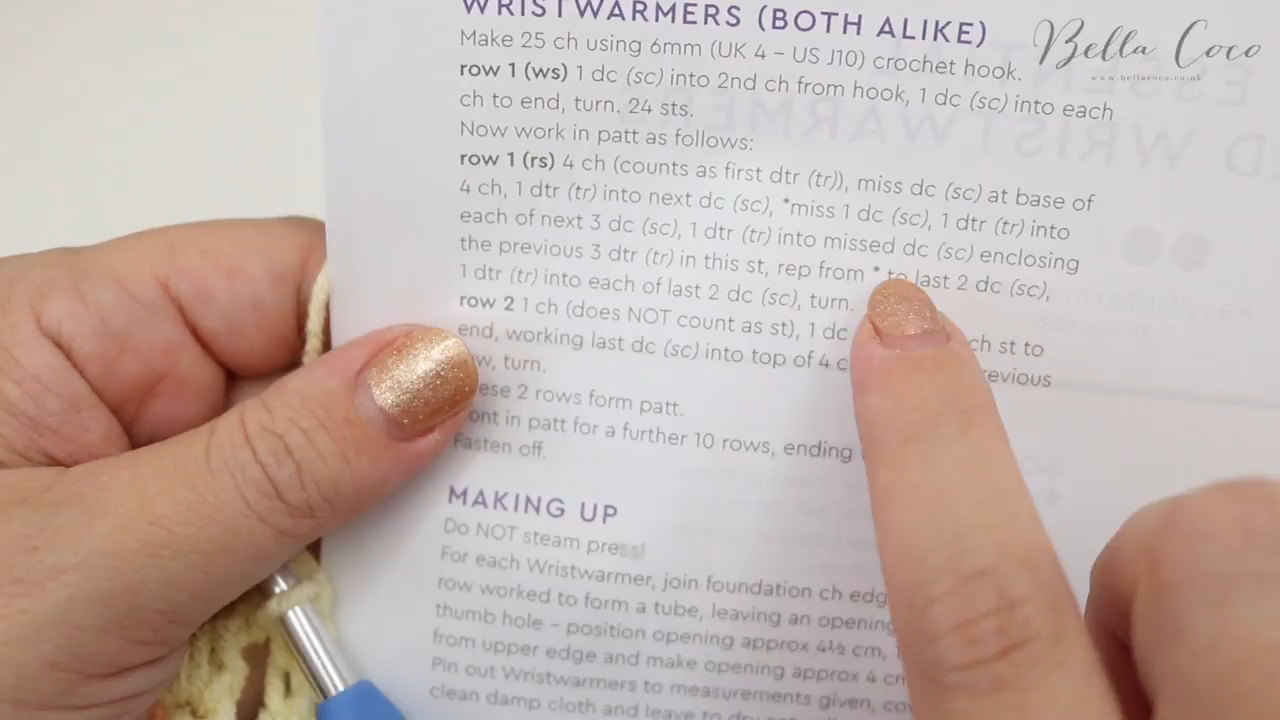 WRISTWARMERS (BOTH ALIKE)
Bella Coco
www.bellacoco.co.uk
Make 25 ch using 6mm (UK 4 – US J10) crochet hook.
row 1 (ws) 1 dc (sc) into 2nd ch from hook, 1 dc (sc) into each
ch to end, turn. 24 sts.
Now work in patt as follows:
row 1 (rs) 4 ch (counts as first dtr (tr)), miss dc (sc) at base of
4 ch, 1 dtr (tr) into next dc (sc), *miss 1 dc (sc), 1 dtr (tr) into
each of next 3 dc (sc), 1 dtr (tr) into missed dc (sc) enclosing
the previous 3 dtr (tr) in this st, rep from * to last 2 dc (sc),
1 dtr (tr) into each of last 2 dc (sc), turn.
row 2 1 ch (does NOT count as st), 1 dc ch st to
end, working last dc (sc) into top of 4 c revious
w, turn.
ese 2 rows form patt.
ont in patt for a further 10 rows, ending
Fasten off.
MAKING UP
Do NOT steam press!
For each Wristwarmer, join foundation ch edg
row worked to form a tube, leaving an opening
thumb hole – position opening approx 4½ cm,
from upper edge and make opening approx 4 cm
Pin out Wristwarmers to measurements given, co
clean damp cloth and leave to dry